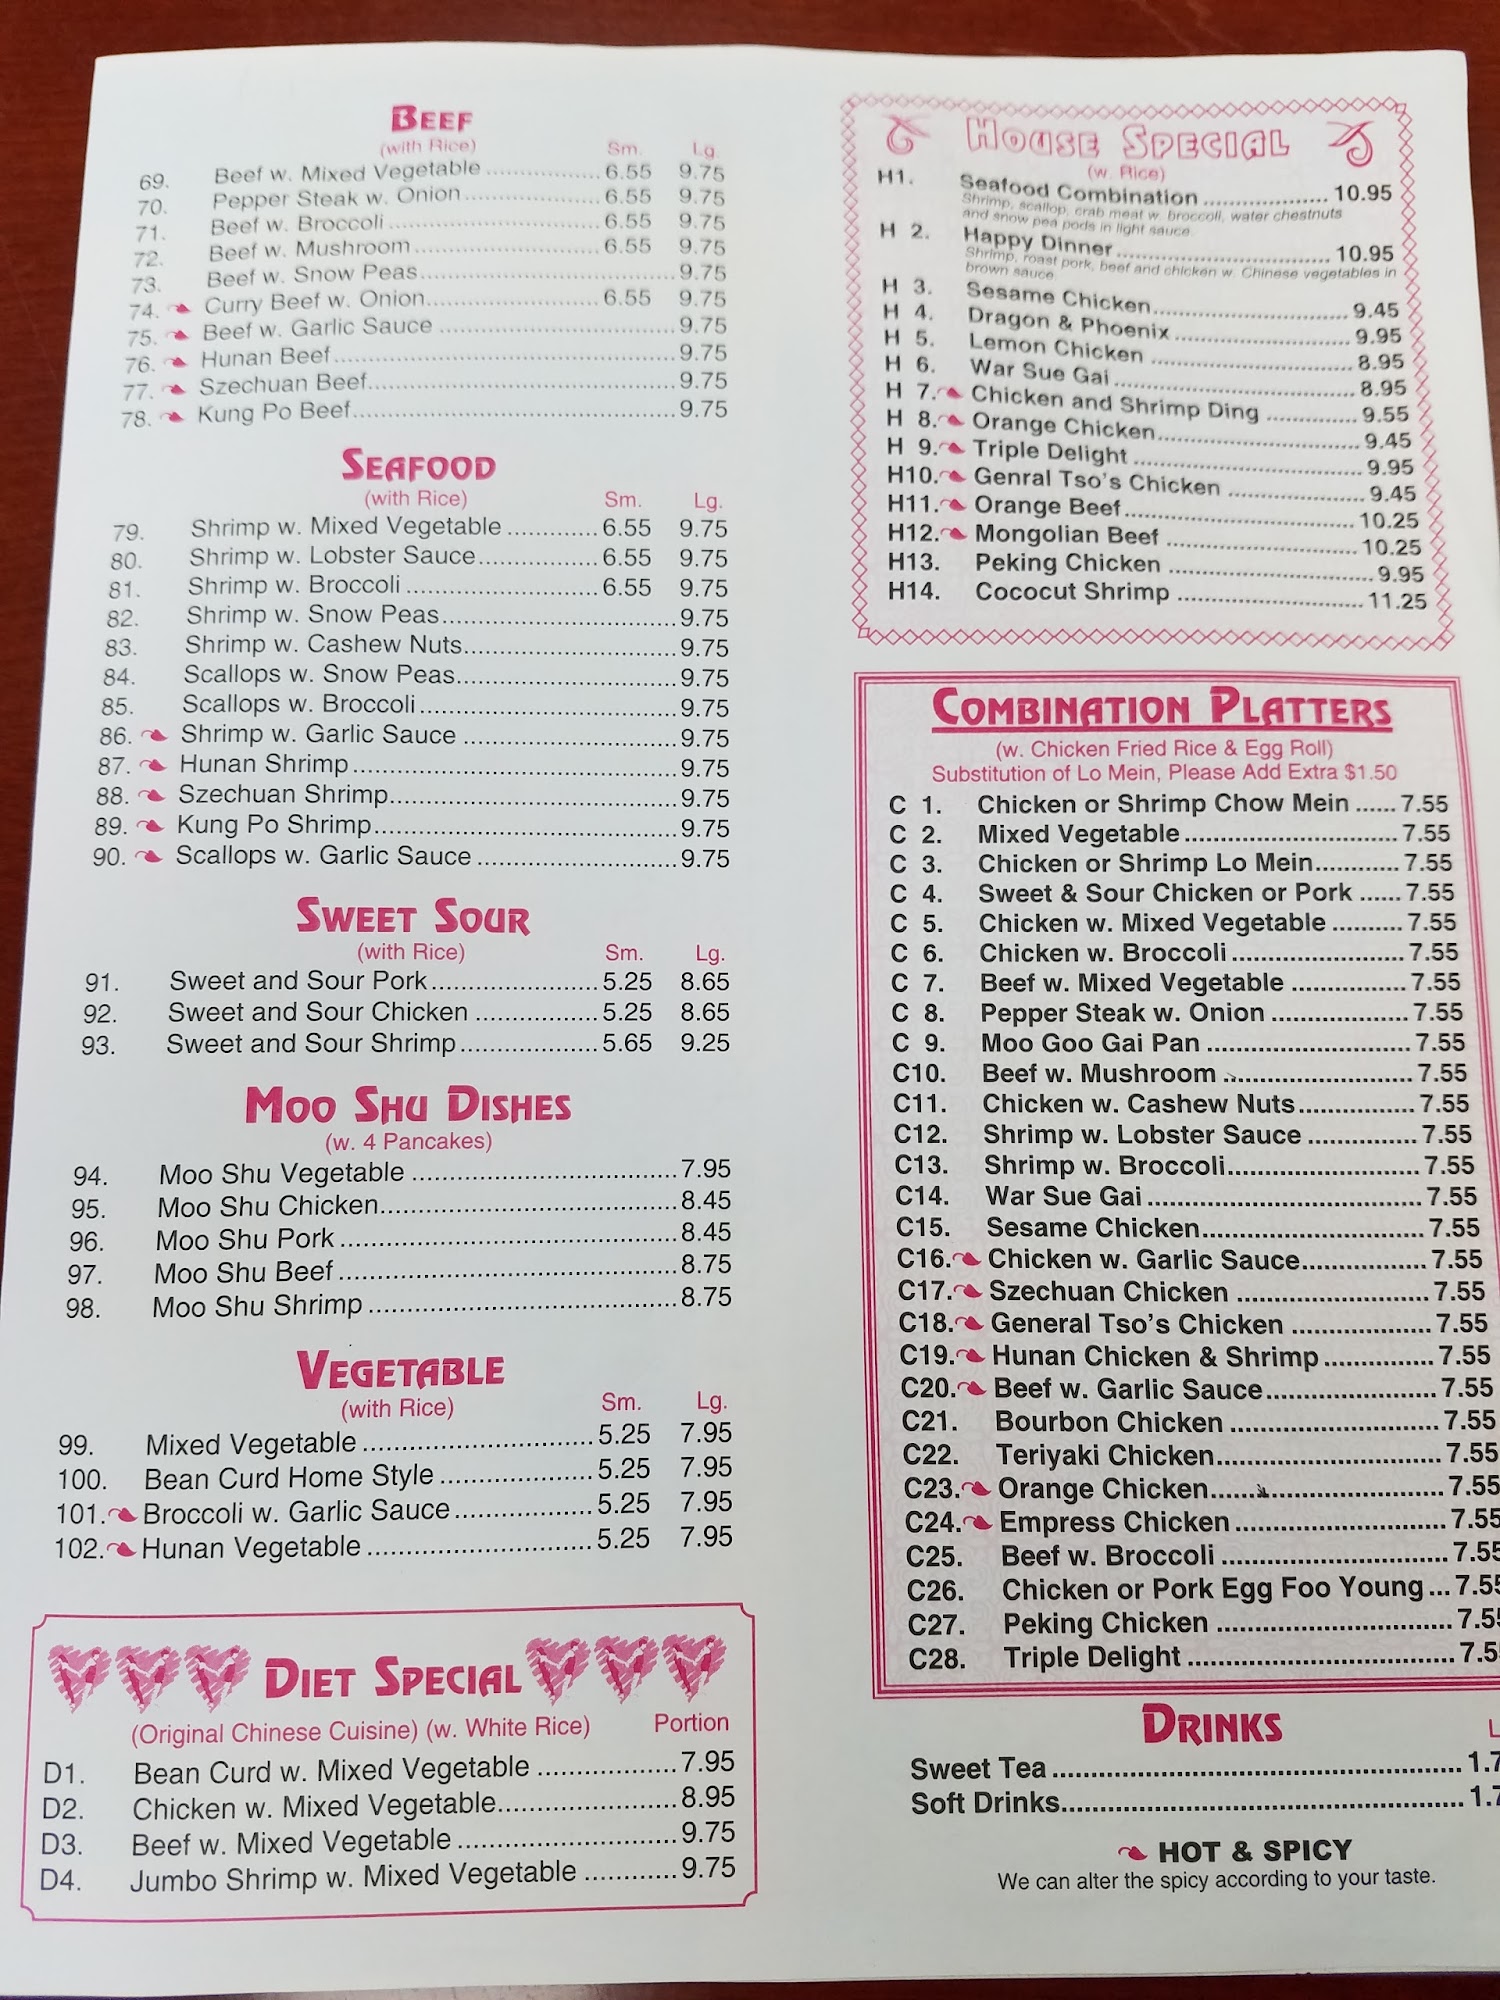 BEEF
(with Rice) Sm. Lg.
69. Beef w. Mixed Vegetable 6.55 9.75
70. Pepper Steak w. Onion 6.55 9.75
71. Beef w. Broccoli 6.55 9.75
72. Beef w. Mushroom 6.55 9.75
73. Beef w. Snow Peas 9.75
74. Curry Beef w. Onion 6.55 9.75
75. Beef w. Garlic Sauce 9.75
76. Hunan Beef 9.75
77. Szechuan Beef 9.75
78. Kung Po Beef 9.75
SEAFOOD
(with Rice) Sm. Lg.
79. Shrimp w. Mixed Vegetable 6.55 9.75
80. Shrimp w. Lobster Sauce 6.55 9.75
81. Shrimp w. Broccoli 6.55 9.75
82. Shrimp w. Snow Peas 9.75
83. Shrimp w. Cashew Nuts 9.75
84. Scallops w. Snow Peas 9.75
85. Scallops w. Broccoli 9.75
86. Shrimp w. Garlic Sauce 9.75
87. Hunan Shrimp 9.75
88. Szechuan Shrimp 9.75
89. Kung Po Shrimp 9.75
90. Scallops w. Garlic Sauce 9.75
SWEET SOUR
(with Rice) Sm. Lg.
91. Sweet and Sour Pork 5.25 8.65
92. Sweet and Sour Chicken 5.25 8.65
93. Sweet and Sour Shrimp 5.65 9.25
MOO SHU DISHES
(w. 4 Pancakes)
94. Moo Shu Vegetable 7.95
95. Moo Shu Chicken 8.45
96. Moo Shu Pork 8.45
97. Moo Shu Beef 8.75
98. Moo Shu Shrimp 8.75
VEGETABLE
(with Rice) Sm. Lg.
99. Mixed Vegetable 5.25 7.95
100. Bean Curd Home Style 5.25 7.95
101. Broccoli w. Garlic Sauce 5.25 7.95
102. Hunan Vegetable 5.25 7.95
DIET SPECIAL
(Original Chinese Cuisine) (w. White Rice) Portion
D1. Bean Curd w. Mixed Vegetable 7.95
D2. Chicken w. Mixed Vegetable 8.95
D3. Beef w. Mixed Vegetable 9.75
D4. Jumbo Shrimp w. Mixed Vegetable 9.75
HOUSE SPECIAL
(w. Rice)
H1. Seafood Combination 10.95
Shrimp, scallop, crab meat w. broccoli, water chestnuts
and snow pea pods in light sauce.
H 2. Happy Dinner 10.95
Shrimp, roast pork, beef and chicken w. Chinese vegetables in
brown sauce
H 3. Sesame Chicken 9.45
H 4. Dragon & Phoenix 9.95
H 5. Lemon Chicken 8.95
H 6. War Sue Gai 8.95
H 7. Chicken and Shrimp Ding 9.55
H 8. Orange Chicken 9.45
H 9. Triple Delight 9.95
H10. Genral Tso's Chicken 9.45
H11. Orange Beef 10.25
H12. Mongolian Beef 10.25
H13. Peking Chicken 9.95
H14. Cococut Shrimp 11.25
COMBINATION PLATTERS
(w. Chicken Fried Rice & Egg Roll)
Substitution of Lo Mein, Please Add Extra $1.50
C 1. Chicken or Shrimp Chow Mein 7.55
C 2. Mixed Vegetable 7.55
C 3. Chicken or Shrimp Lo Mein 7.55
C 4. Sweet & Sour Chicken or Pork 7.55
C 5. Chicken w. Mixed Vegetable 7.55
C 6. Chicken w. Broccoli 7.55
C 7. Beef w. Mixed Vegetable 7.55
C 8. Pepper Steak w. Onion 7.55
C 9. Moo Goo Gai Pan 7.55
C10. Beef w. Mushroom 7.55
C11. Chicken w. Cashew Nuts 7.55
C12. Shrimp w. Lobster Sauce 7.55
C13. Shrimp w. Broccoli 7.55
C14. War Sue Gai 7.55
C15. Sesame Chicken 7.55
C16. Chicken w. Garlic Sauce 7.55
C17. Szechuan Chicken 7.55
C18. General Tso's Chicken 7.55
C19. Hunan Chicken & Shrimp 7.55
C20. Beef w. Garlic Sauce 7.55
C21. Bourbon Chicken 7.55
C22. Teriyaki Chicken 7.55
C23. Orange Chicken 7.55
C24. Empress Chicken 7.55
C25. Beef w. Broccoli 7.55
C26. Chicken or Pork Egg Foo Young 7.55
C27. Peking Chicken 7.55
C28. Triple Delight 7.5
DRINKS
Sweet Tea 1.7
Soft Drinks 1.7
HOT & SPICY
We can alter the spicy according to your taste.